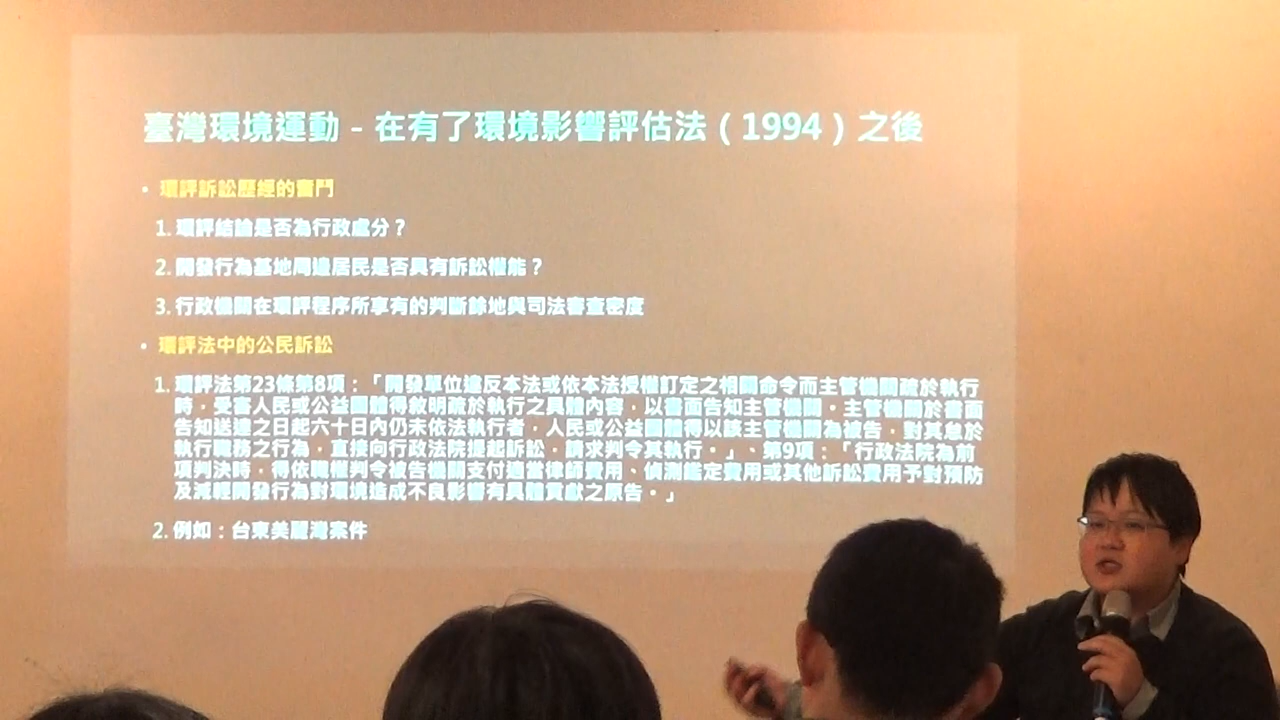 臺灣環境運動 - 在有了環境影響評估法（1994）之後
• 環評訴訟歷經的奮鬥
1. 環評結論是否為行政處分？
2. 開發行為基地周邊居民是否具有訴訟權能？
3. 行政機關在環評程序所享有的判斷餘地與司法審查密度
• 環評法中的公民訴訟
1. 環評法第23條第8項：「開發單位違反本法或依本法授權訂定之相關命令而主管機關疏於執行
時，受害人民或公益團體得敘明疏於執行之具體內容，以書面告知主管機關。主管機關於書面
告知送達之日起六十日內仍未依法執行者，人民或公益團體得以該主管機關為被告，對其怠於
執行職務之行為，直接向行政法院提起訴訟，請求判令其執行。」、第9項：「行政法院為前
項判決時，得依職權判令被告機關支付適當律師費用、偵測鑑定費用或其他訴訟費用予對預防
及減輕開發行為對環境造成不良影響有具體貢獻之原告。」
2. 例如：台東美麗灣案件